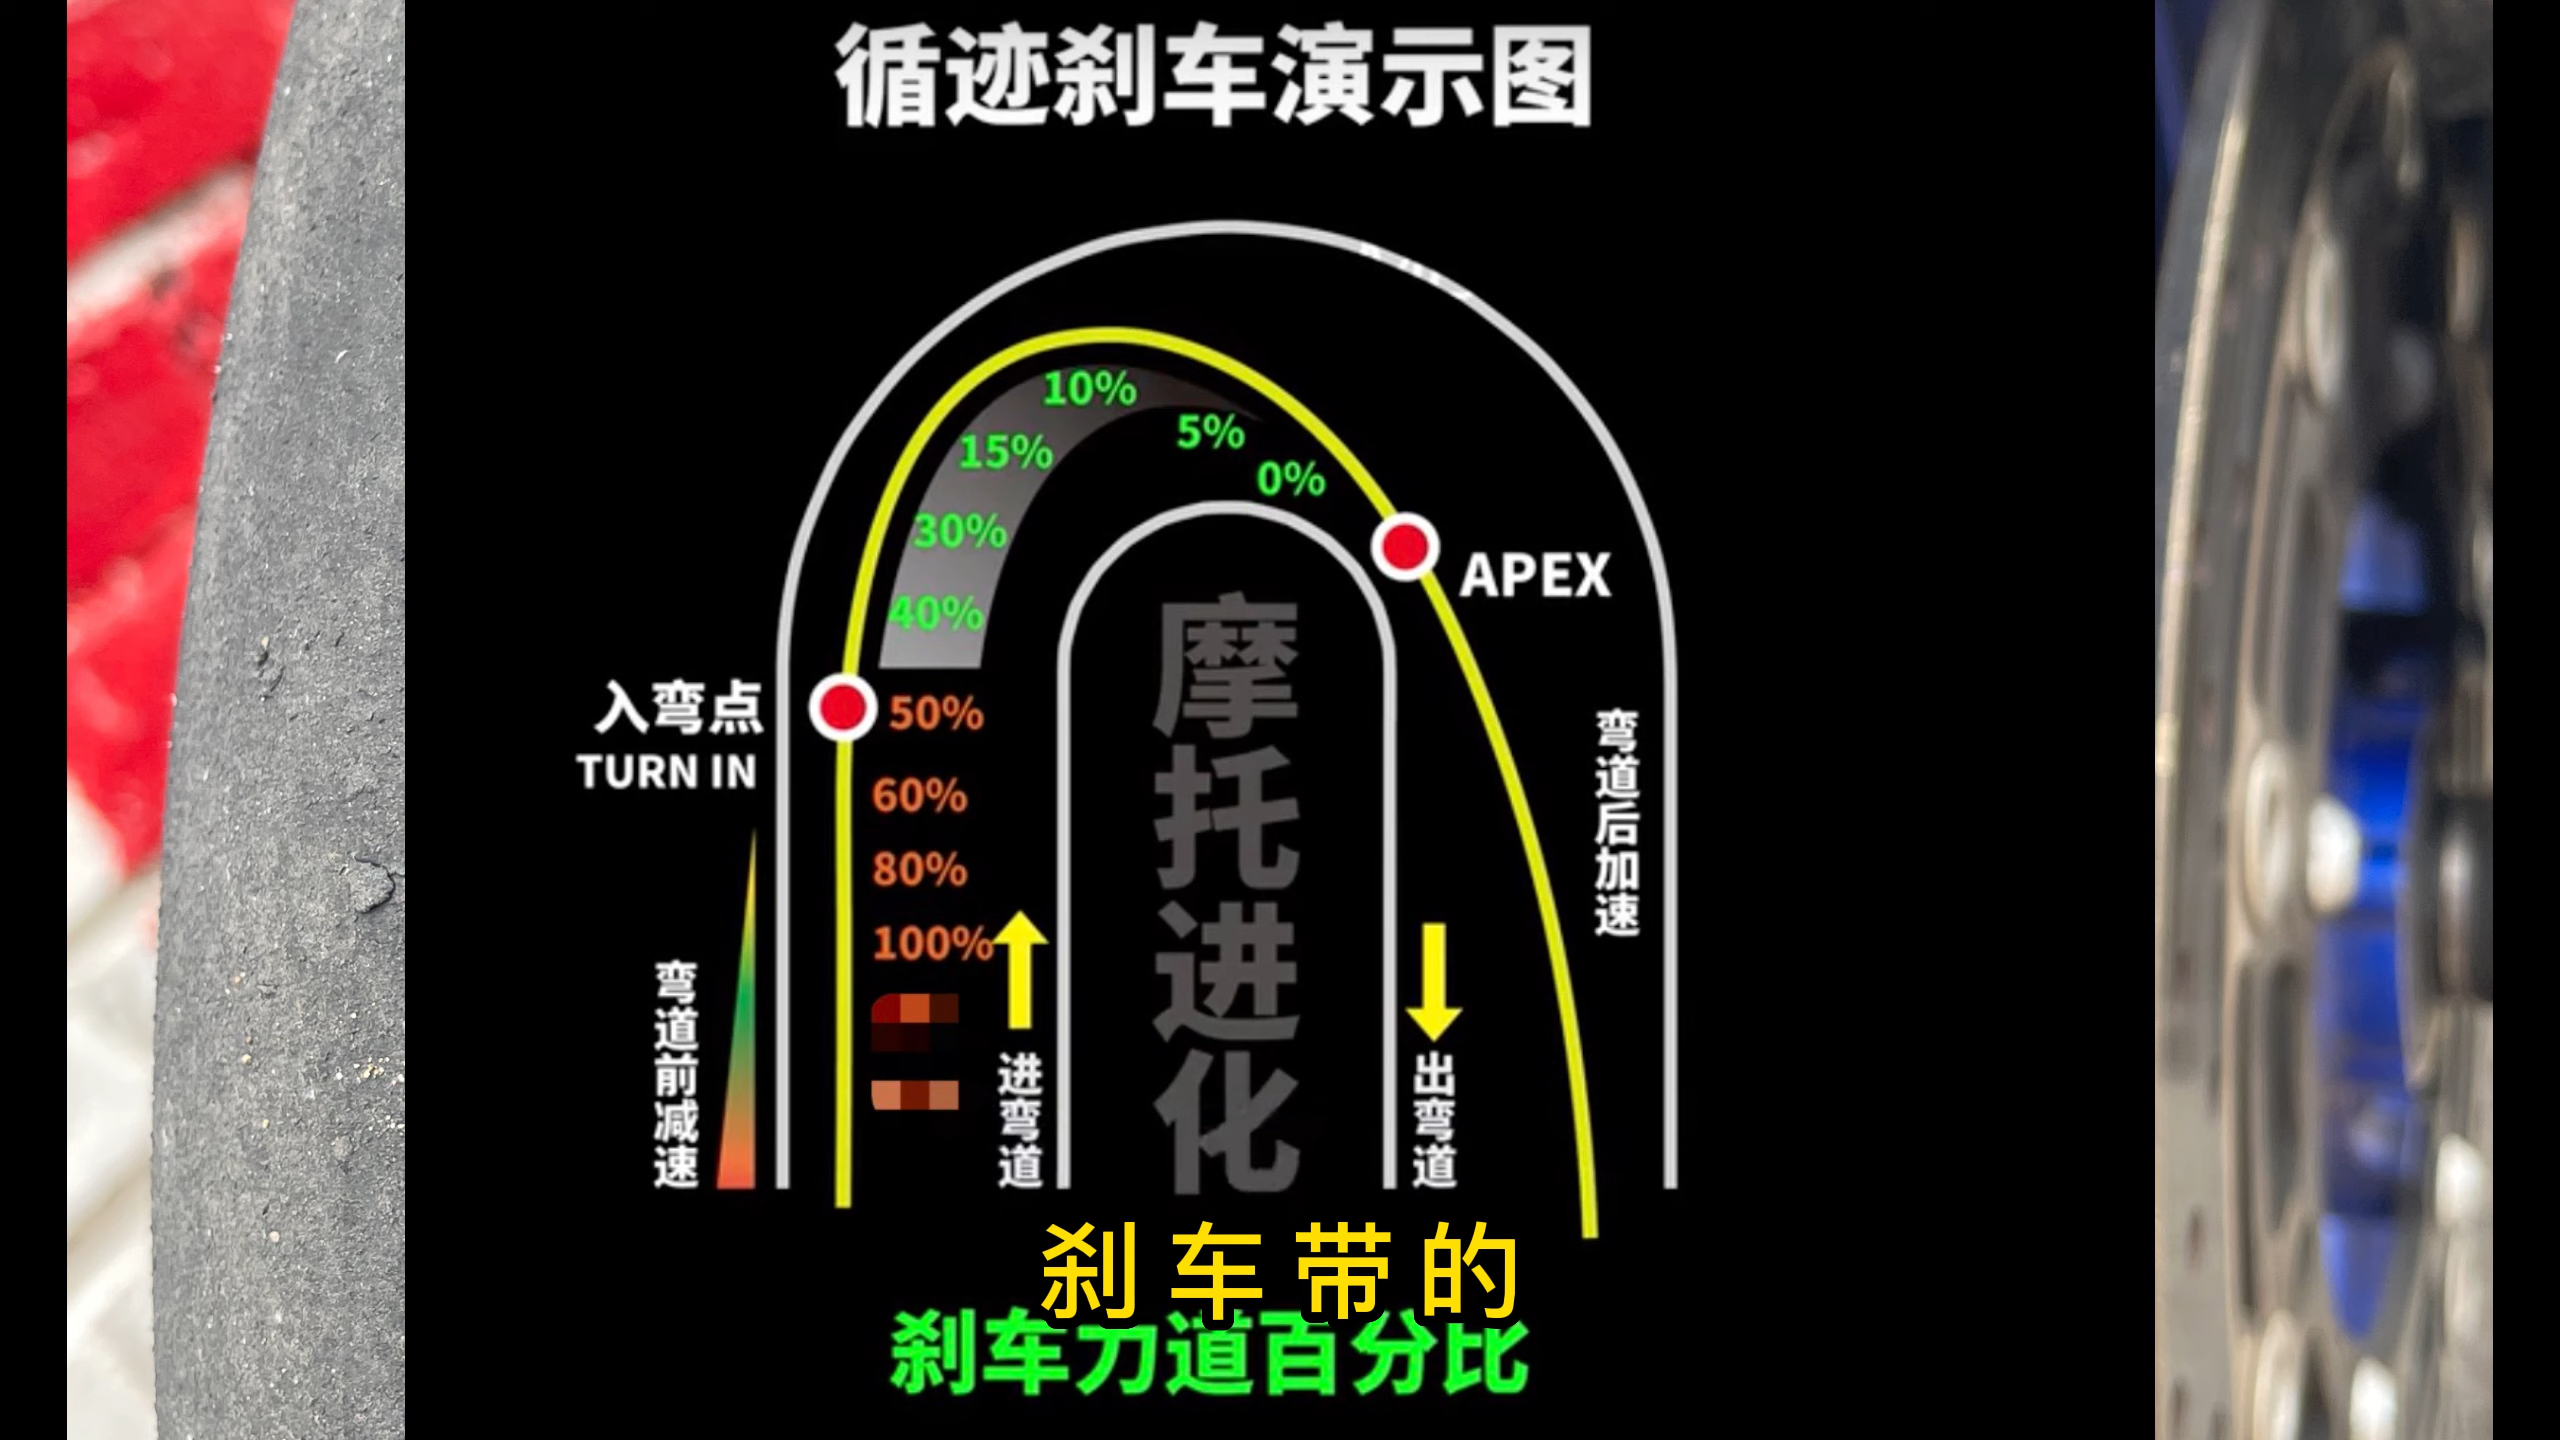 循迹刹车演示图
10%
5%
15%
0%
30%
40%
APEX
入弯点
TURN IN
50%
60%
80%
100%
弯道前减速
进弯道
摩托进化
出弯道
弯道后加速
刹车带的
刹车力道百分比